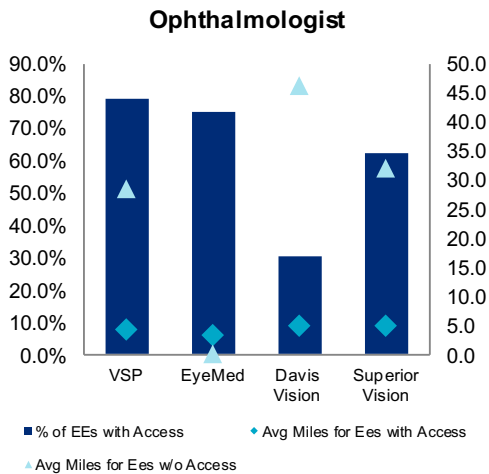 Ophthalmologist
90.0%
80.0%
70.0%
60.0%
50.0%
40.0%
30.0%
20.0%
10.0%
0.0%
50.0
45.0
40.0
35.0
30.0
25.0
20.0
15.0
10.0
5.0
0.0
VSP
EyeMed
Davis
Vision
Superior
Vision
% of EEs with Access
Avg Miles for Ees with Access
Avg Miles for Ees w/o Access